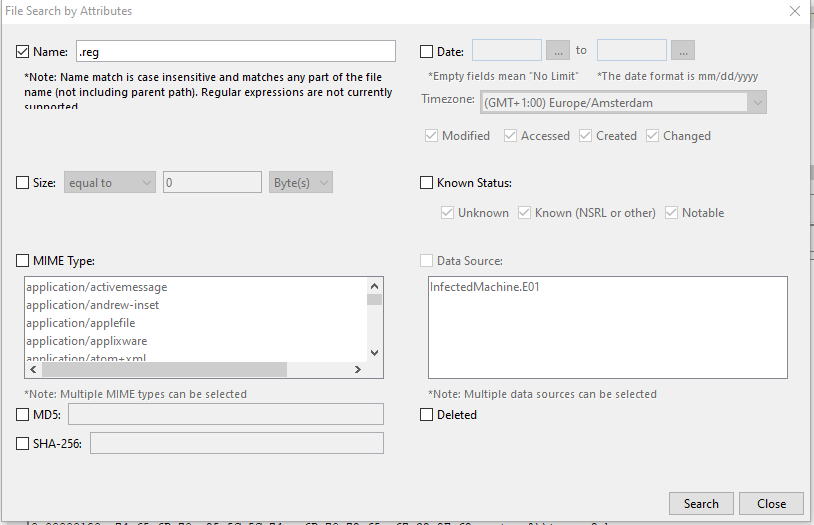 File Search by Attributes
Name: .reg
*Note: Name match is case insensitive and matches any part of the file
name (not including parent path). Regular expressions are not currently
supported.
Date: ... to ...
*Empty fields mean "No Limit" *The date format is mm/dd/yyyy
Timezone: (GMT+1:00) Europe/Amsterdam
Modified Accessed Created Changed
Size: equal to 0 Byte(s)
Known Status:
Unknown Known (NSRL or other) Notable
MIME Type:
application/activemessage
application/andrew-inset
application/applefile
application/applixware
application/atom+xml
*Note: Multiple MIME types can be selected
Data Source:
InfectedMachine.E01
*Note: Multiple data sources can be selected
MD5:
Deleted
SHA-256:
Search Close